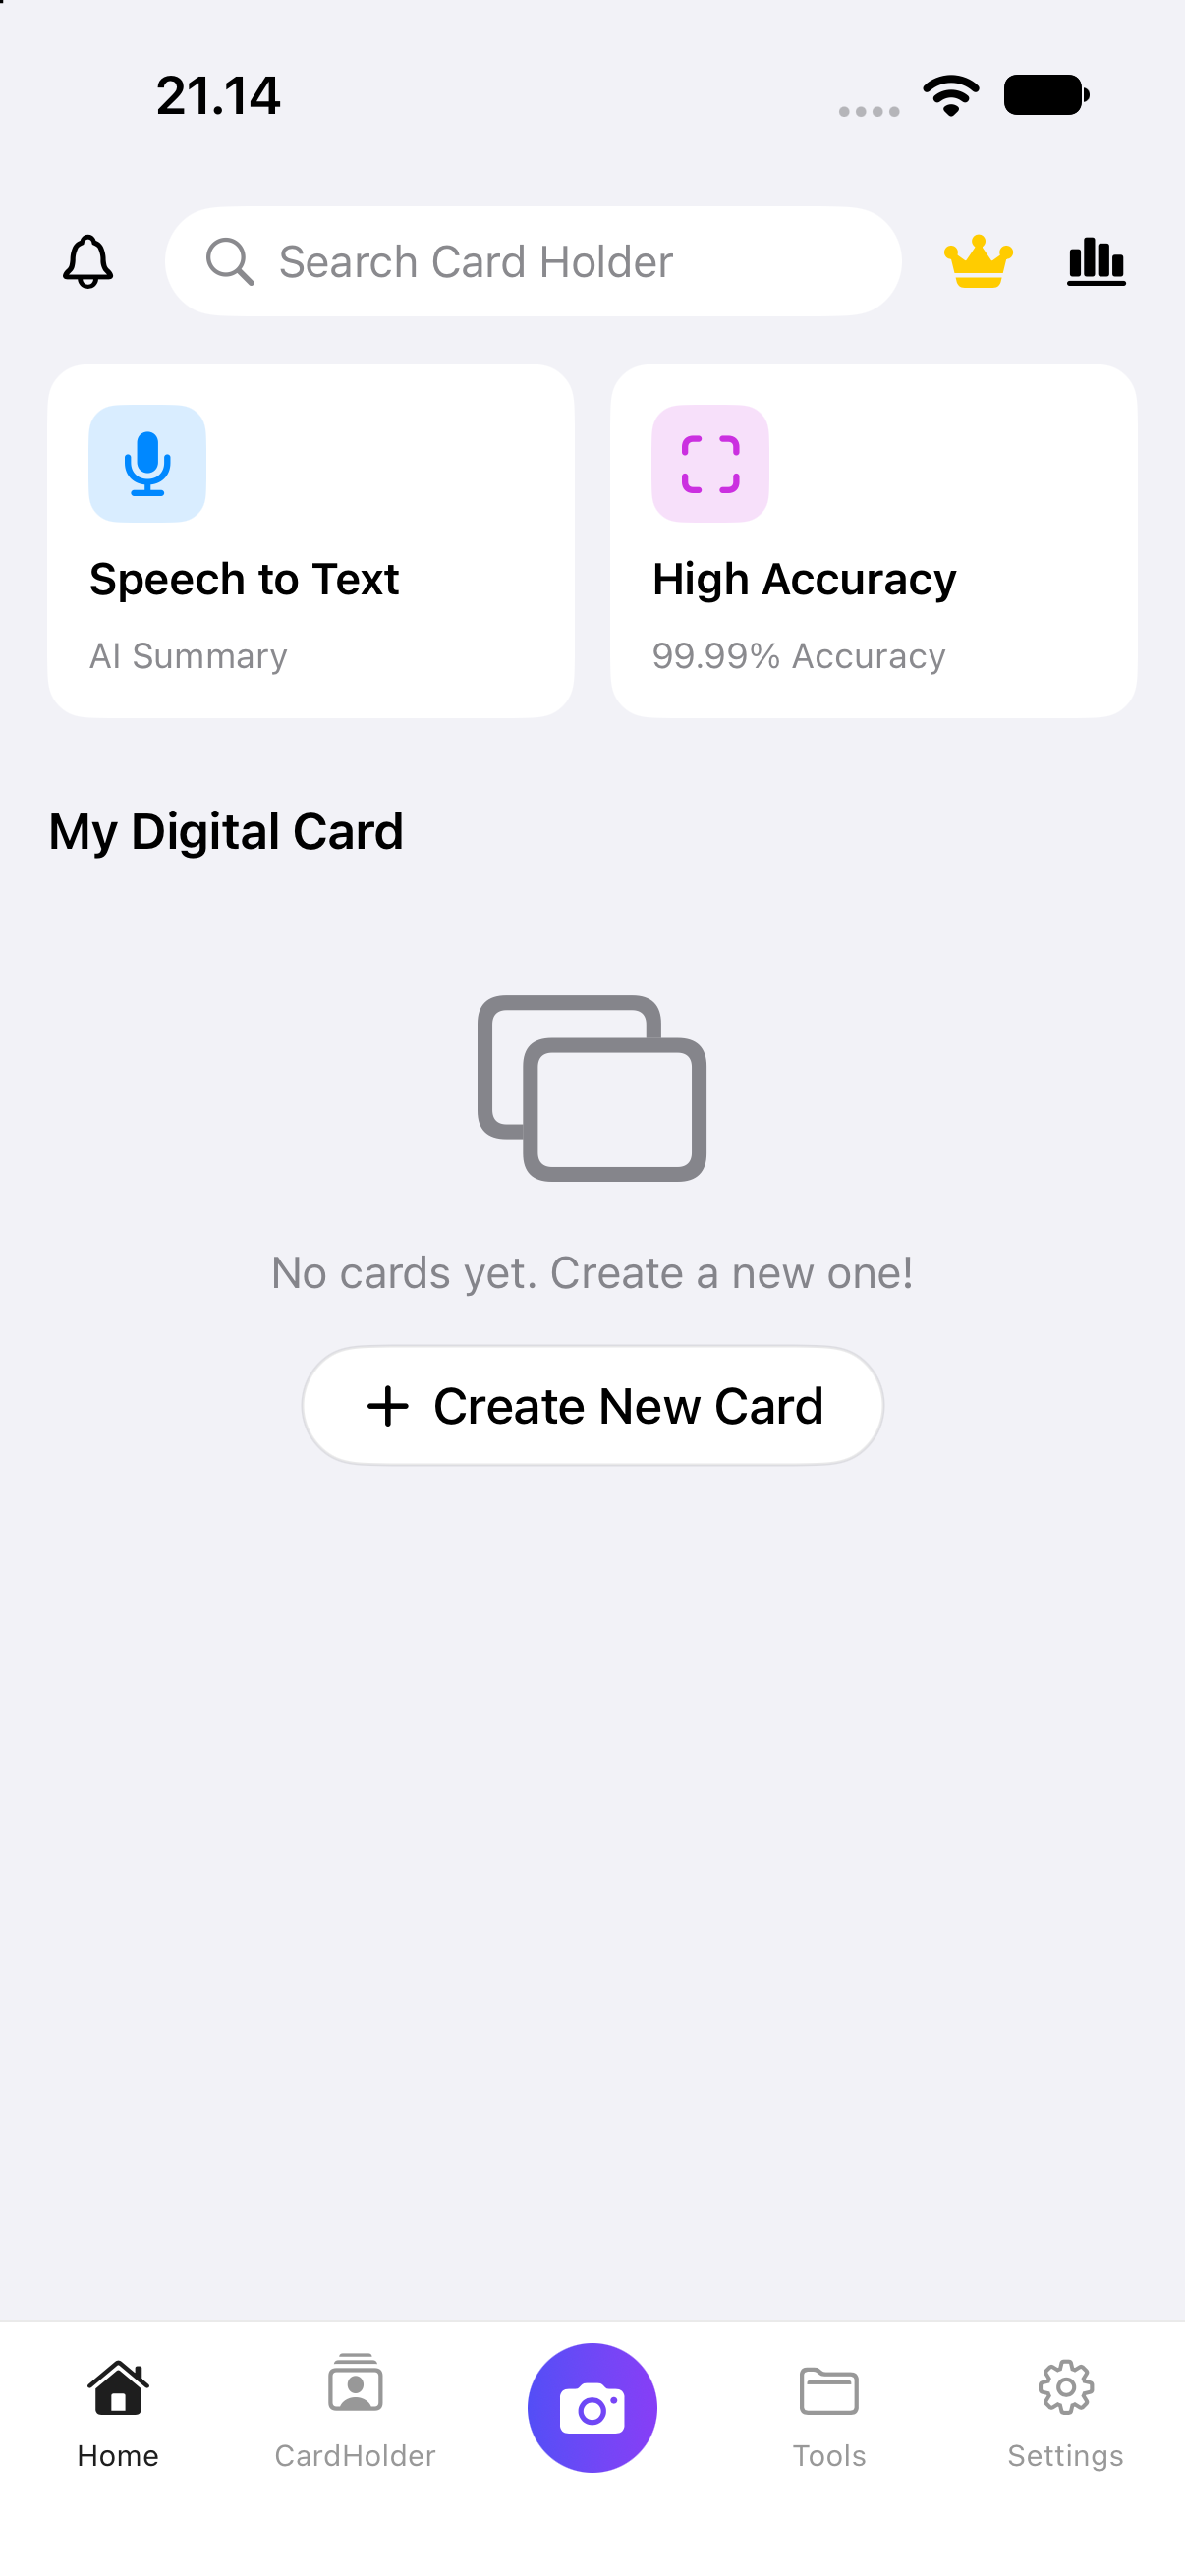 21.14
Search Card Holder
Speech to Text
AI Summary
High Accuracy
99.99% Accuracy
My Digital Card
No cards yet. Create a new one!
Create New Card
Home
CardHolder
Tools
Settings